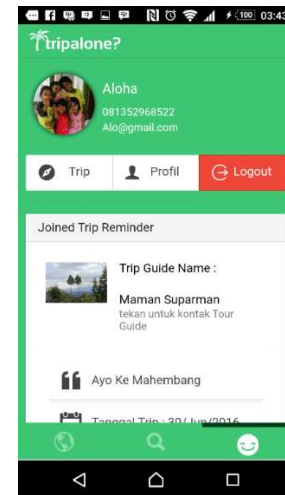 100 03:43
tripalone?
Aloha
081352968522
Alo@gmail.com
Trip Profil Logout
Joined Trip Reminder
Trip Guide Name :
Maman Suparman
tekan untuk kontak Tour
Guide
Ayo Ke Mahembang
Tanggal Trip : 30/Jun/2016